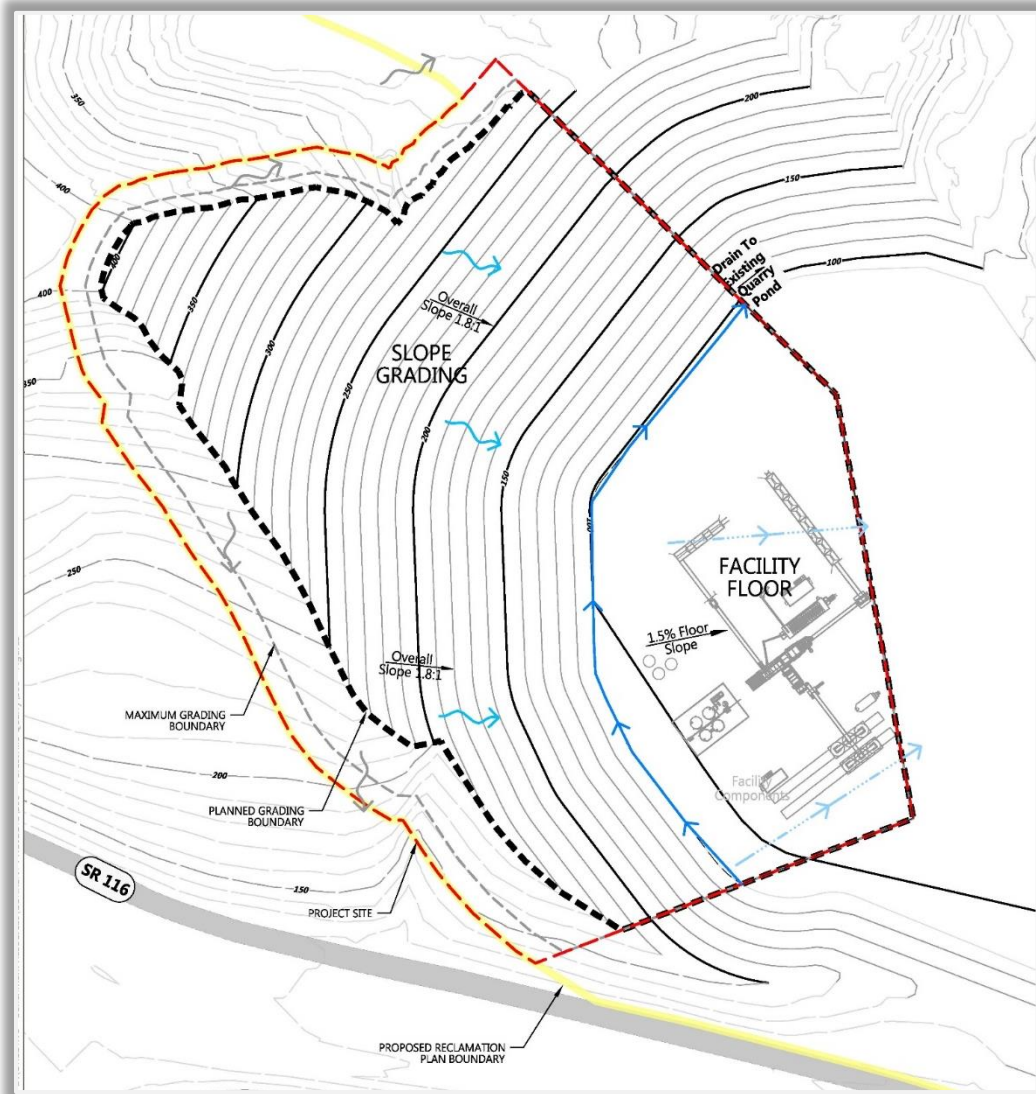 350
200
400
150
Drain To
Existing
Quarry
Pond
100
400
400
350
Overall
Slope 1.8:1
SLOPE
GRADING
300
350
250
200
150
100
FACILITY
FLOOR
250
1.5% Floor
Slope
Overall
Slope 1.8:1
MAXIMUM GRADING
BOUNDARY
200
Facility
Components
PLANNED GRADING
BOUNDARY
SR 116
150
PROJECT SITE
PROPOSED RECLAMATION
PLAN BOUNDARY